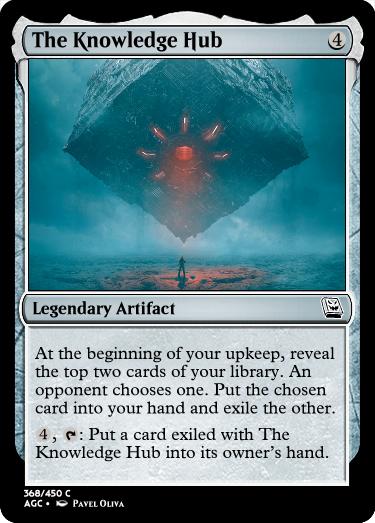 The Knowledge Hub 4
Legendary Artifact
At the beginning of your upkeep, reveal
the top two cards of your library. An
opponent chooses one. Put the chosen
card into your hand and exile the other.
4 , : Put a card exiled with The
Knowledge Hub into its owner's hand.
368/450 C
AGC • Pavel Oliva